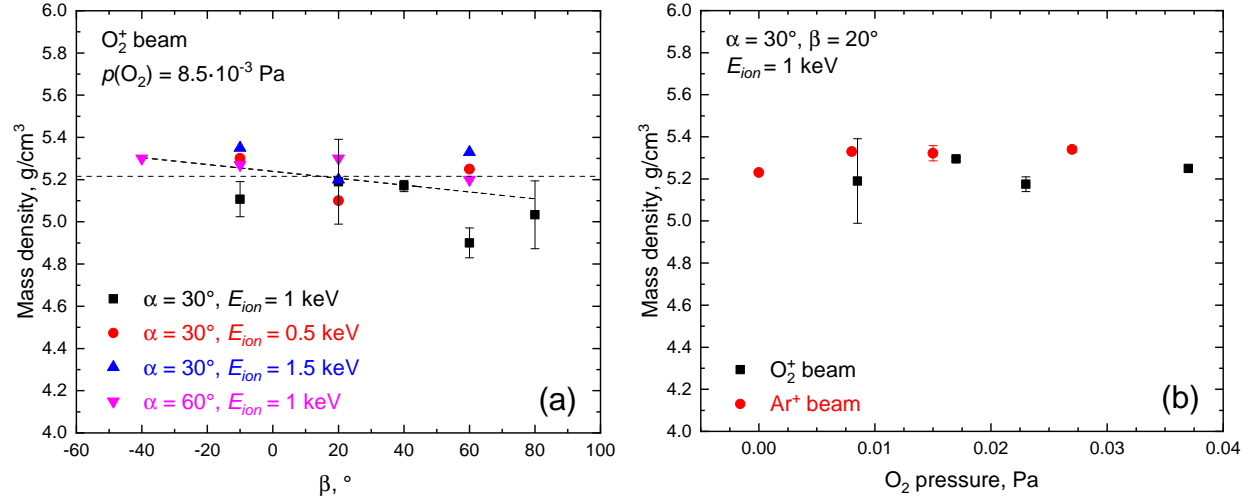 O₂⁺ beam
p(O₂) = 8.5·10⁻³ Pa
6.0
5.8
5.6
5.4
5.2
5.0
4.8
4.6
4.4
4.2
4.0
Mass density, g/cm³
α = 30°, E_ion = 1 keV
α = 30°, E_ion = 0.5 keV
α = 30°, E_ion = 1.5 keV
α = 60°, E_ion = 1 keV
(a)
-60 -40 -20 0 20 40 60 80 100
β, °
α = 30°, β = 20°
E_ion = 1 keV
6.0
5.8
5.6
5.4
5.2
5.0
4.8
4.6
4.4
4.2
4.0
Mass density, g/cm³
O₂⁺ beam
Ar⁺ beam
(b)
0.00 0.01 0.02 0.03 0.04
O₂ pressure, Pa